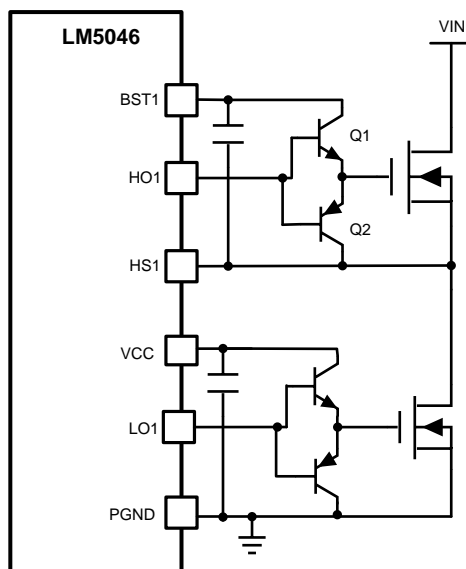 LM5046
VIN
BST1
Q1
HO1
Q2
HS1
VCC
LO1
PGND